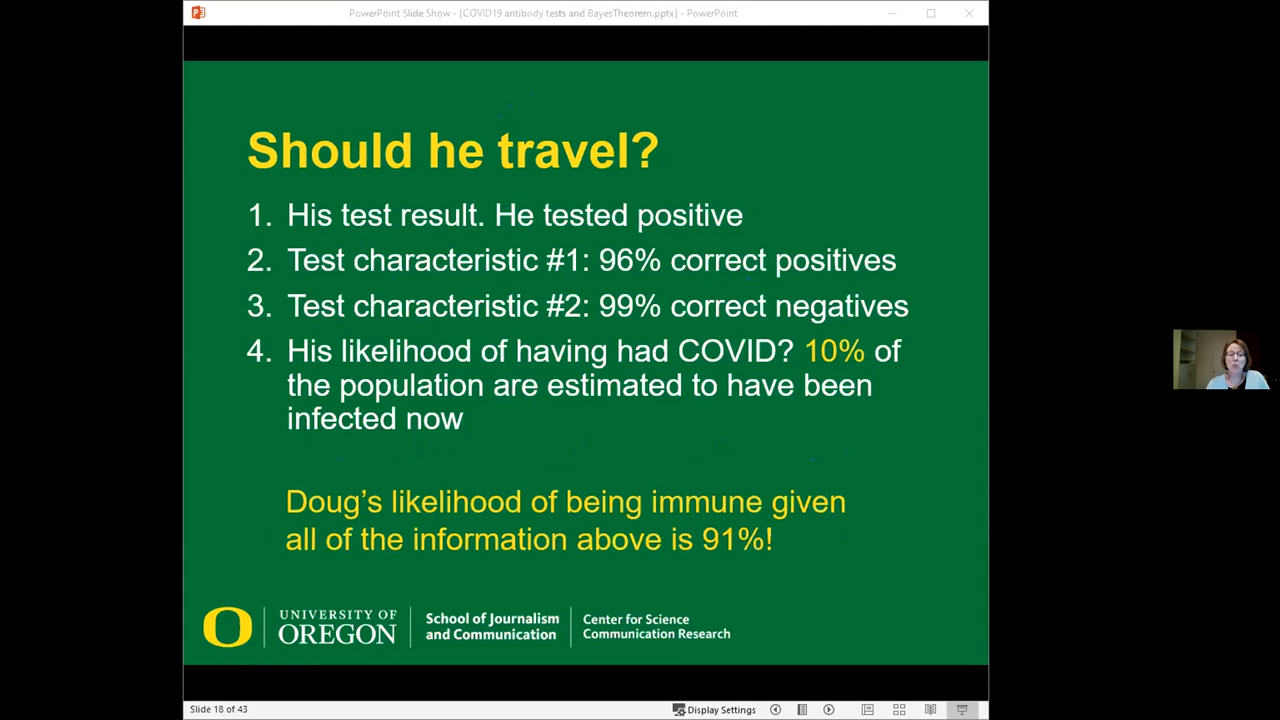 PowerPoint Slide Show - [COVID19 antibody tests and BayesTheorem.pptx] - PowerPoint
Should he travel?
1. His test result. He tested positive
2. Test characteristic #1: 96% correct positives
3. Test characteristic #2: 99% correct negatives
4. His likelihood of having had COVID? 10% of
the population are estimated to have been
infected now
Doug's likelihood of being immune given
all of the information above is 91%!
O
UNIVERSITY OF
OREGON
School of Journalism
and Communication
Center for Science
Communication Research
Slide 18 of 43
Display Settings